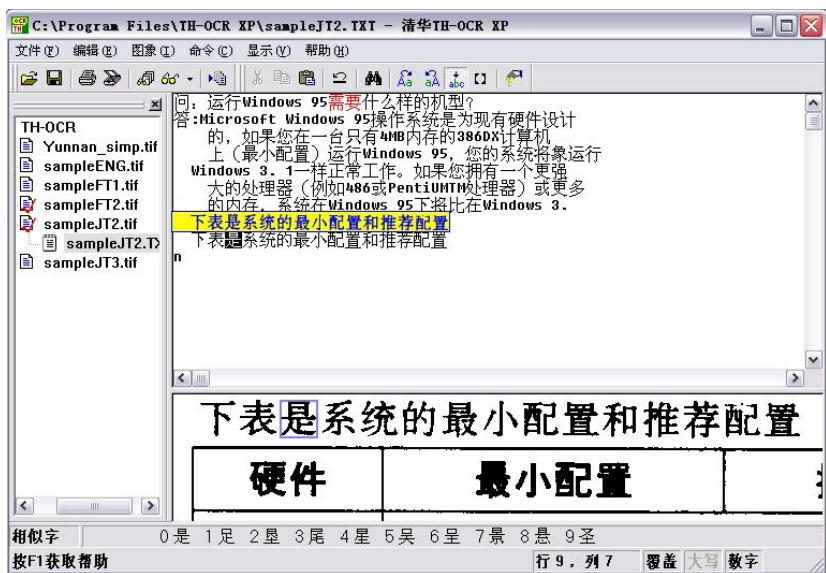 C:\Program Files\TH-OCR XP\sampleJT2.TXT - 清华TH-OCR XP
文件(F) 编辑(E) 图象(I) 命令(C) 显示(V) 帮助(H)
TH-OCR
Yunnan_simp.tif
sampleENG.tif
sampleFT1.tif
sampleFT2.tif
sampleJT2.tif
sampleJT2.T
sampleJT3.tif
问: 运行Windows 95需要什么样的机型?
答:Microsoft Windows 95操作系统是为现有硬件设计
的, 如果您在一台只有4MB内存的386DX计算机
上(最小配置)运行Windows 95, 您的系统将象运行
Windows 3. 1一样正常工作。如果您拥有一个更强
大的处理器(例如486或PentiUMTM处理器)或更多
的内存, 系统在Windows 95下将比在Windows 3.
下表是系统的最小配置和推荐配置
下表是系统的最小配置和推荐配置
n
下表是系统的最小配置和推荐配置
硬件 最小配置
相似字 0是 1足 2垦 3尾 4星 5吴 6呈 7景 8悬 9圣
按F1获取帮助 行9, 列7 覆盖 大写 数字